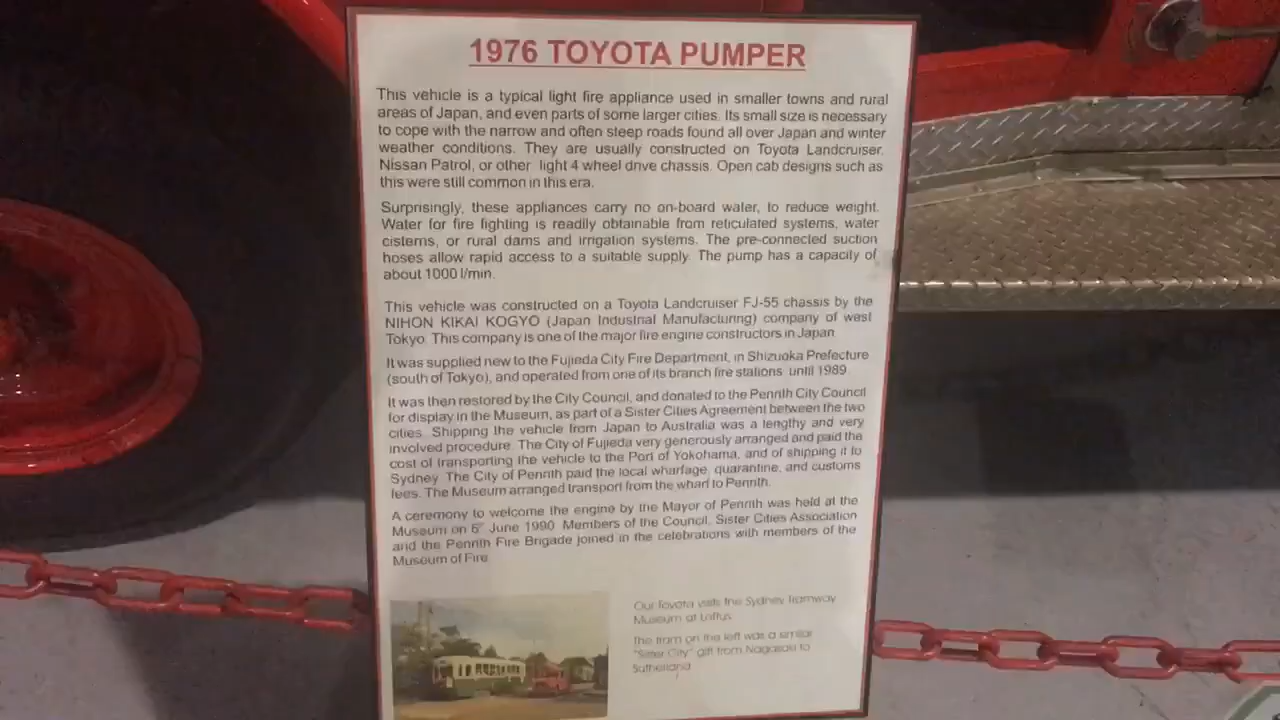 1976 TOYOTA PUMPER
This vehicle is a typical light fire appliance used in smaller towns and rural
areas of Japan, and even parts of some larger cities. Its small size is necessary
to cope with the narrow and often steep roads found all over Japan and winter
weather conditions. They are usually constructed on Toyota Landcruiser,
Nissan Patrol, or other light 4 wheel drive chassis. Open cab designs such as
this were still common in this era.
Surprisingly, these appliances carry no on-board water, to reduce weight.
Water for fire fighting is readily obtainable from reticulated systems, water
cisterns, or rural dams and irrigation systems. The pre-connected suction
hoses allow rapid access to a suitable supply. The pump has a capacity of
about 1000 l/min.
This vehicle was constructed on a Toyota Landcruiser FJ-55 chassis by the
NIHON KIKAI KOGYO (Japan Industrial Manufacturing) company of west
Tokyo. This company is one of the major fire engine constructors in Japan.
It was supplied new to the Fujieda City Fire Department, in Shizuoka Prefecture
(south of Tokyo), and operated from one of its branch fire stations until 1989.
It was then restored by the City Council, and donated to the Penrith City Council
for display in the Museum, as part of a Sister Cities Agreement between the two
cities. Shipping the vehicle from Japan to Australia was a lengthy and very
involved procedure. The City of Fujieda very generously arranged and paid the
cost of transporting the vehicle to the Port of Yokohama, and of shipping it to
Sydney. The City of Penrith paid the local wharfage, quarantine, and customs
fees. The Museum arranged transport from the wharf to Penrith.
A ceremony to welcome the engine by the Mayor of Penrith was held at the
Museum on 6th June 1990. Members of the Council, Sister Cities Association
and the Penrith Fire Brigade joined in the celebrations with members of the
Museum of Fire.
Our Toyota visits the Sydney Tramway
Museum at Loftus.
The tram on the left was a similar
"Sister City" gift from Nagasaki to
Sutherland.